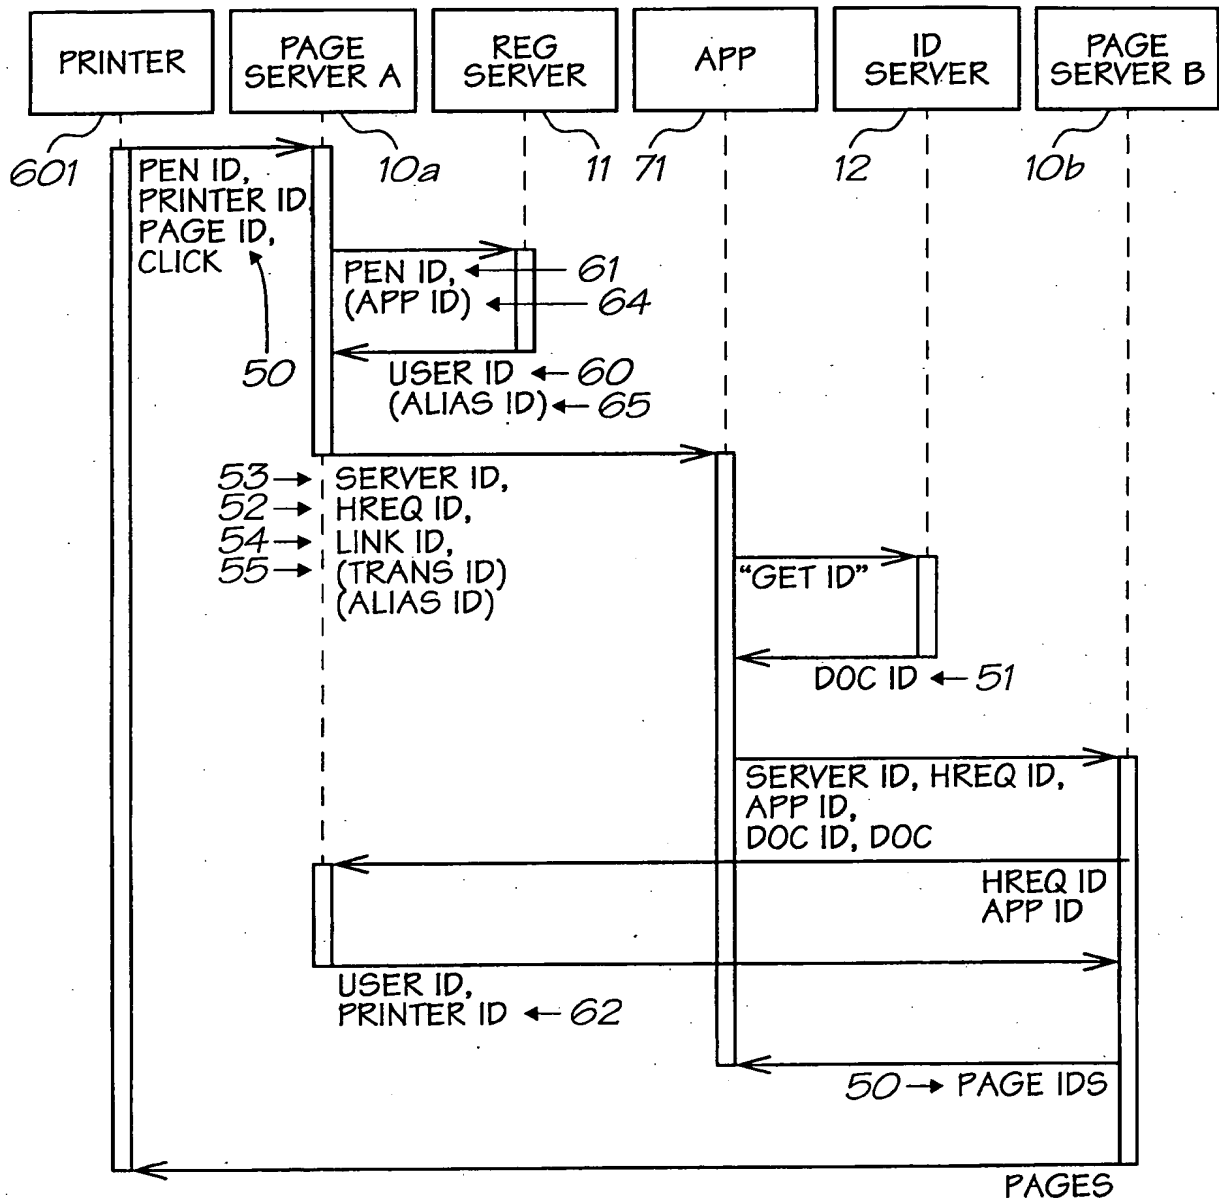 PRINTER
PAGE
SERVER A
REG
SERVER
APP
ID
SERVER
PAGE
SERVER B
601
10a
11
71
12
10b
PEN ID,
PRINTER ID,
PAGE ID,
CLICK
50
PEN ID, 61
(APP ID) 64
USER ID 60
(ALIAS ID) 65
53 SERVER ID,
52 HREQ ID,
54 LINK ID,
55 (TRANS ID)
(ALIAS ID)
"GET ID"
DOC ID 51
SERVER ID, HREQ ID,
APP ID,
DOC ID, DOC
HREQ ID
APP ID
USER ID,
PRINTER ID 62
50 PAGE IDS
PAGES